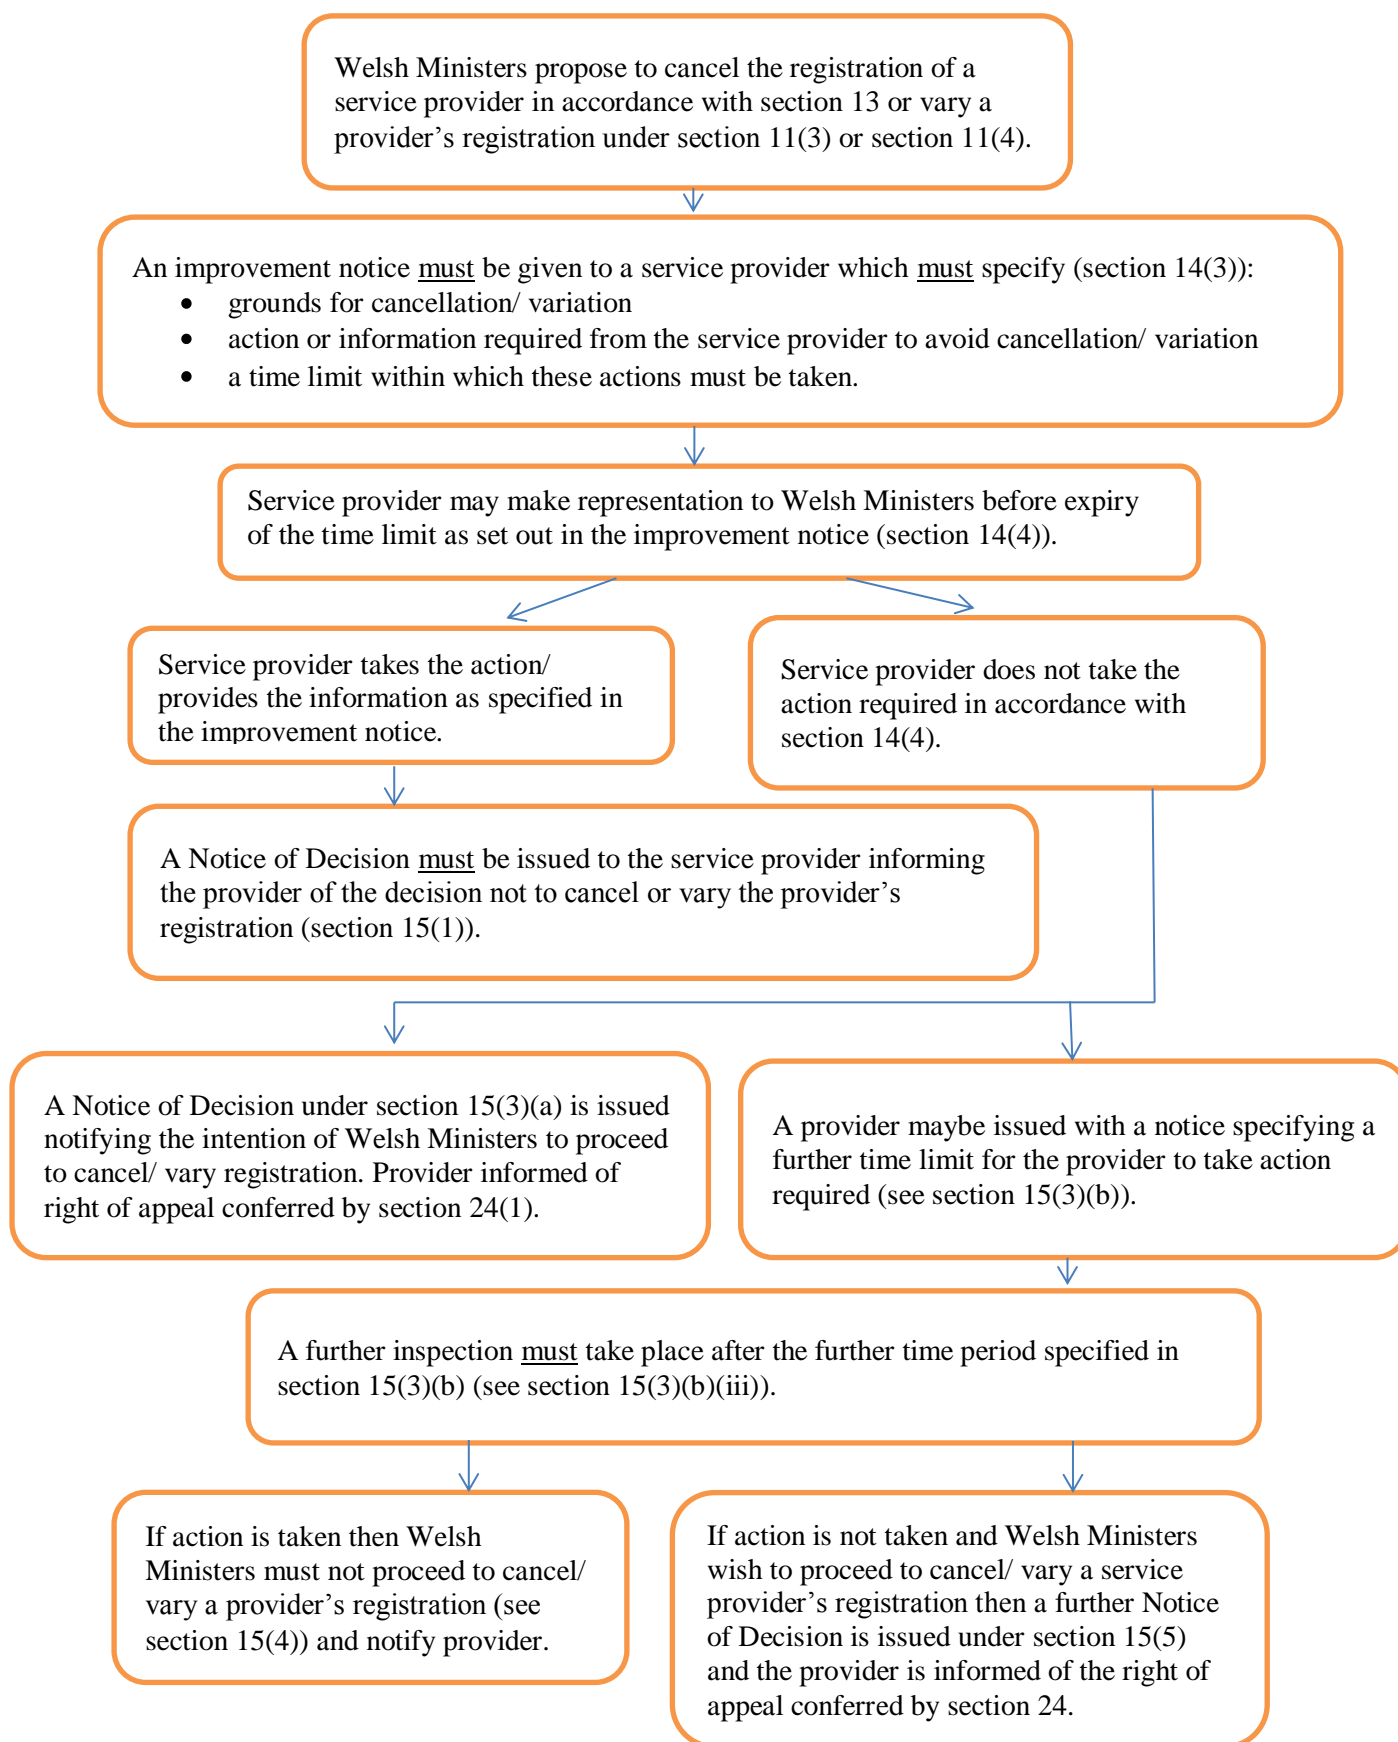 Welsh Ministers propose to cancel the registration of a
service provider in accordance with section 13 or vary a
provider’s registration under section 11(3) or section 11(4).
An improvement notice must be given to a service provider which must specify (section 14(3)):
• grounds for cancellation/ variation
• action or information required from the service provider to avoid cancellation/ variation
• a time limit within which these actions must be taken.
Service provider may make representation to Welsh Ministers before expiry
of the time limit as set out in the improvement notice (section 14(4)).
Service provider takes the action/
provides the information as specified in
the improvement notice.
Service provider does not take the
action required in accordance with
section 14(4).
A Notice of Decision must be issued to the service provider informing
the provider of the decision not to cancel or vary the provider’s
registration (section 15(1)).
A Notice of Decision under section 15(3)(a) is issued
notifying the intention of Welsh Ministers to proceed
to cancel/ vary registration. Provider informed of
right of appeal conferred by section 24(1).
A provider maybe issued with a notice specifying a
further time limit for the provider to take action
required (see section 15(3)(b)).
A further inspection must take place after the further time period specified in
section 15(3)(b) (see section 15(3)(b)(iii)).
If action is taken then Welsh
Ministers must not proceed to cancel/
vary a provider’s registration (see
section 15(4)) and notify provider.
If action is not taken and Welsh Ministers
wish to proceed to cancel/ vary a service
provider’s registration then a further Notice
of Decision is issued under section 15(5)
and the provider is informed of the right of
appeal conferred by section 24.